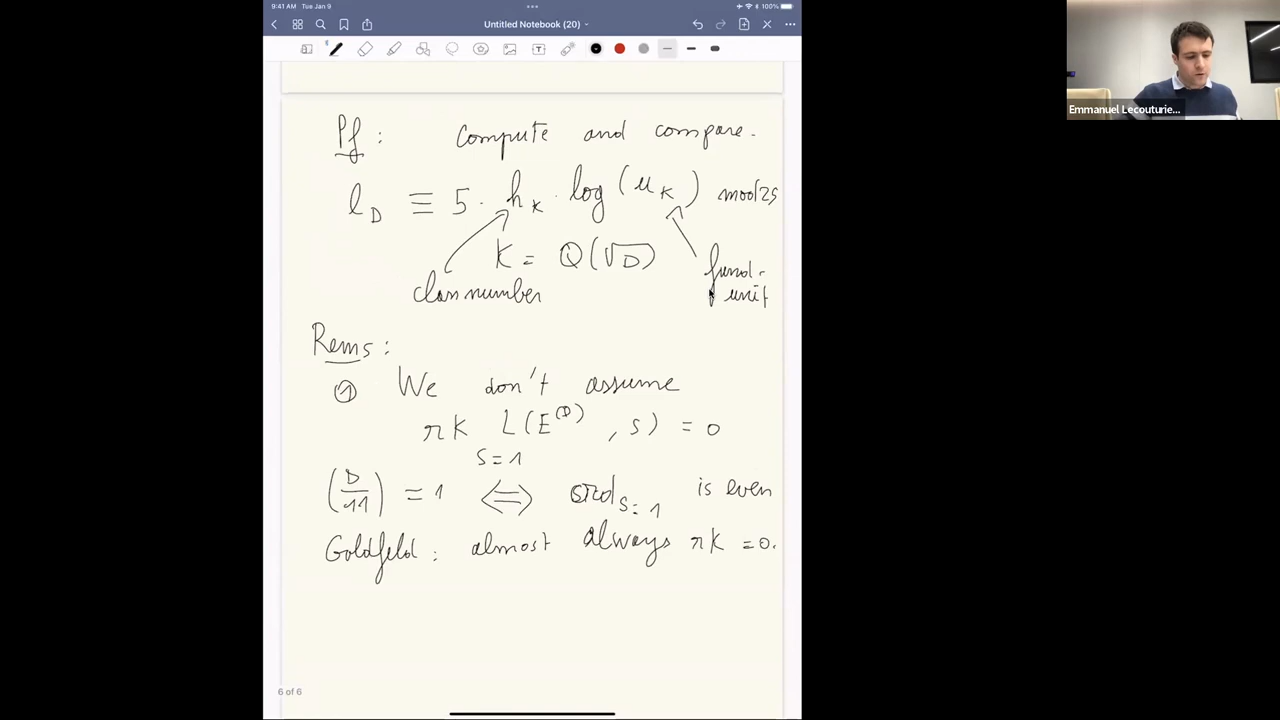 9:41 AM Tue Jan 9
100%
Untitled Notebook (20)
Emmanuel Lecouturie...
Pf : Compute and compare.
l_D ≡ 5 · h_K · log (u_K) mod 25
K = Q(√D)
class number
fund. unit
Rems :
① We don't assume
rk L(E^(D), s) = 0
s = 1
(D/11) = 1 ⟺ ord_{s=1} is even
Goldfeld : almost always rk = 0.
6 of 6